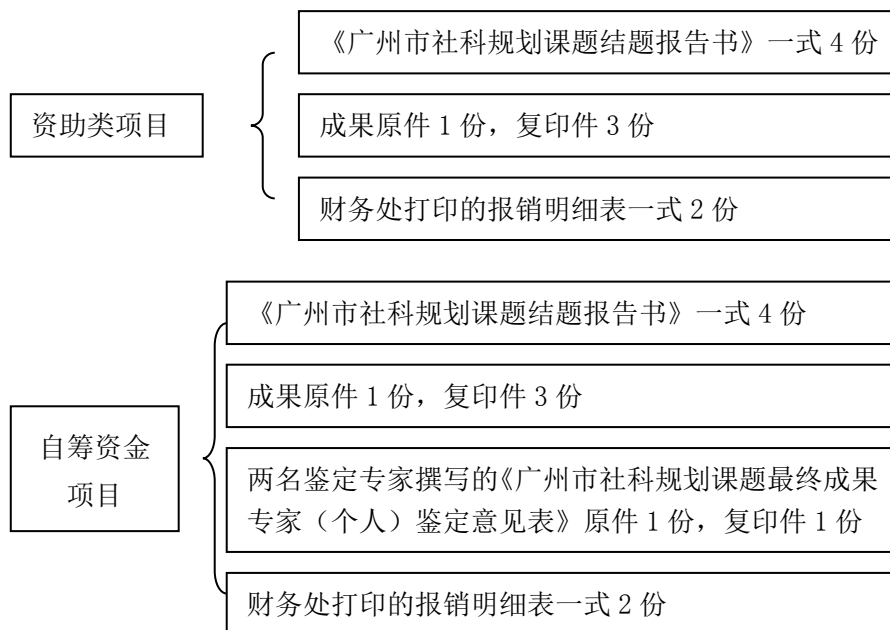 《广州市社科规划课题结题报告书》一式 4 份
资助类项目
成果原件 1 份，复印件 3 份
财务处打印的报销明细表一式 2 份
《广州市社科规划课题结题报告书》一式 4 份
成果原件 1 份，复印件 3 份
自筹资金
项目
两名鉴定专家撰写的《广州市社科规划课题最终成果
专家（个人）鉴定意见表》原件 1 份，复印件 1 份
财务处打印的报销明细表一式 2 份